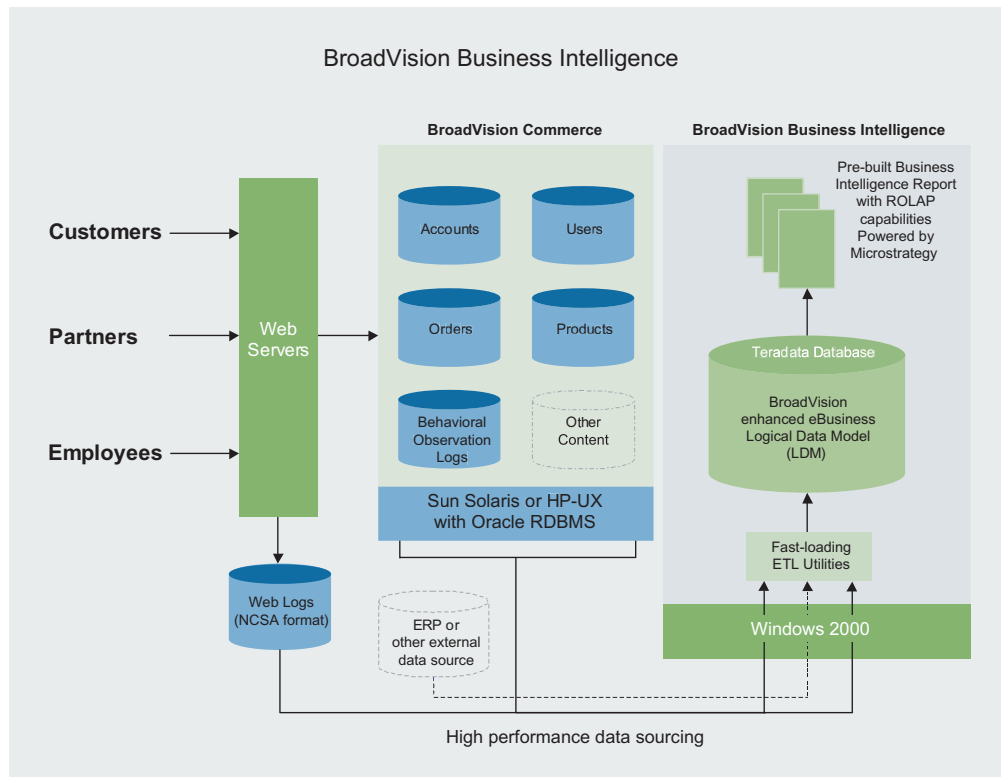 BroadVision Business Intelligence
BroadVision Commerce
BroadVision Business Intelligence
Customers
Partners
Employees
Web
Servers
Accounts
Users
Orders
Products
Behavioral
Observation
Logs
Other
Content
Sun Solaris or HP-UX
with Oracle RDBMS
Pre-built Business
Intelligence Report
with ROLAP
capabilities
Powered by
Microstrategy
Teradata Database
BroadVision
enhanced eBusiness
Logical Data Model
(LDM)
Fast-loading
ETL Utilities
Windows 2000
Web Logs
(NCSA format)
ERP or
other external
data source
High performance data sourcing